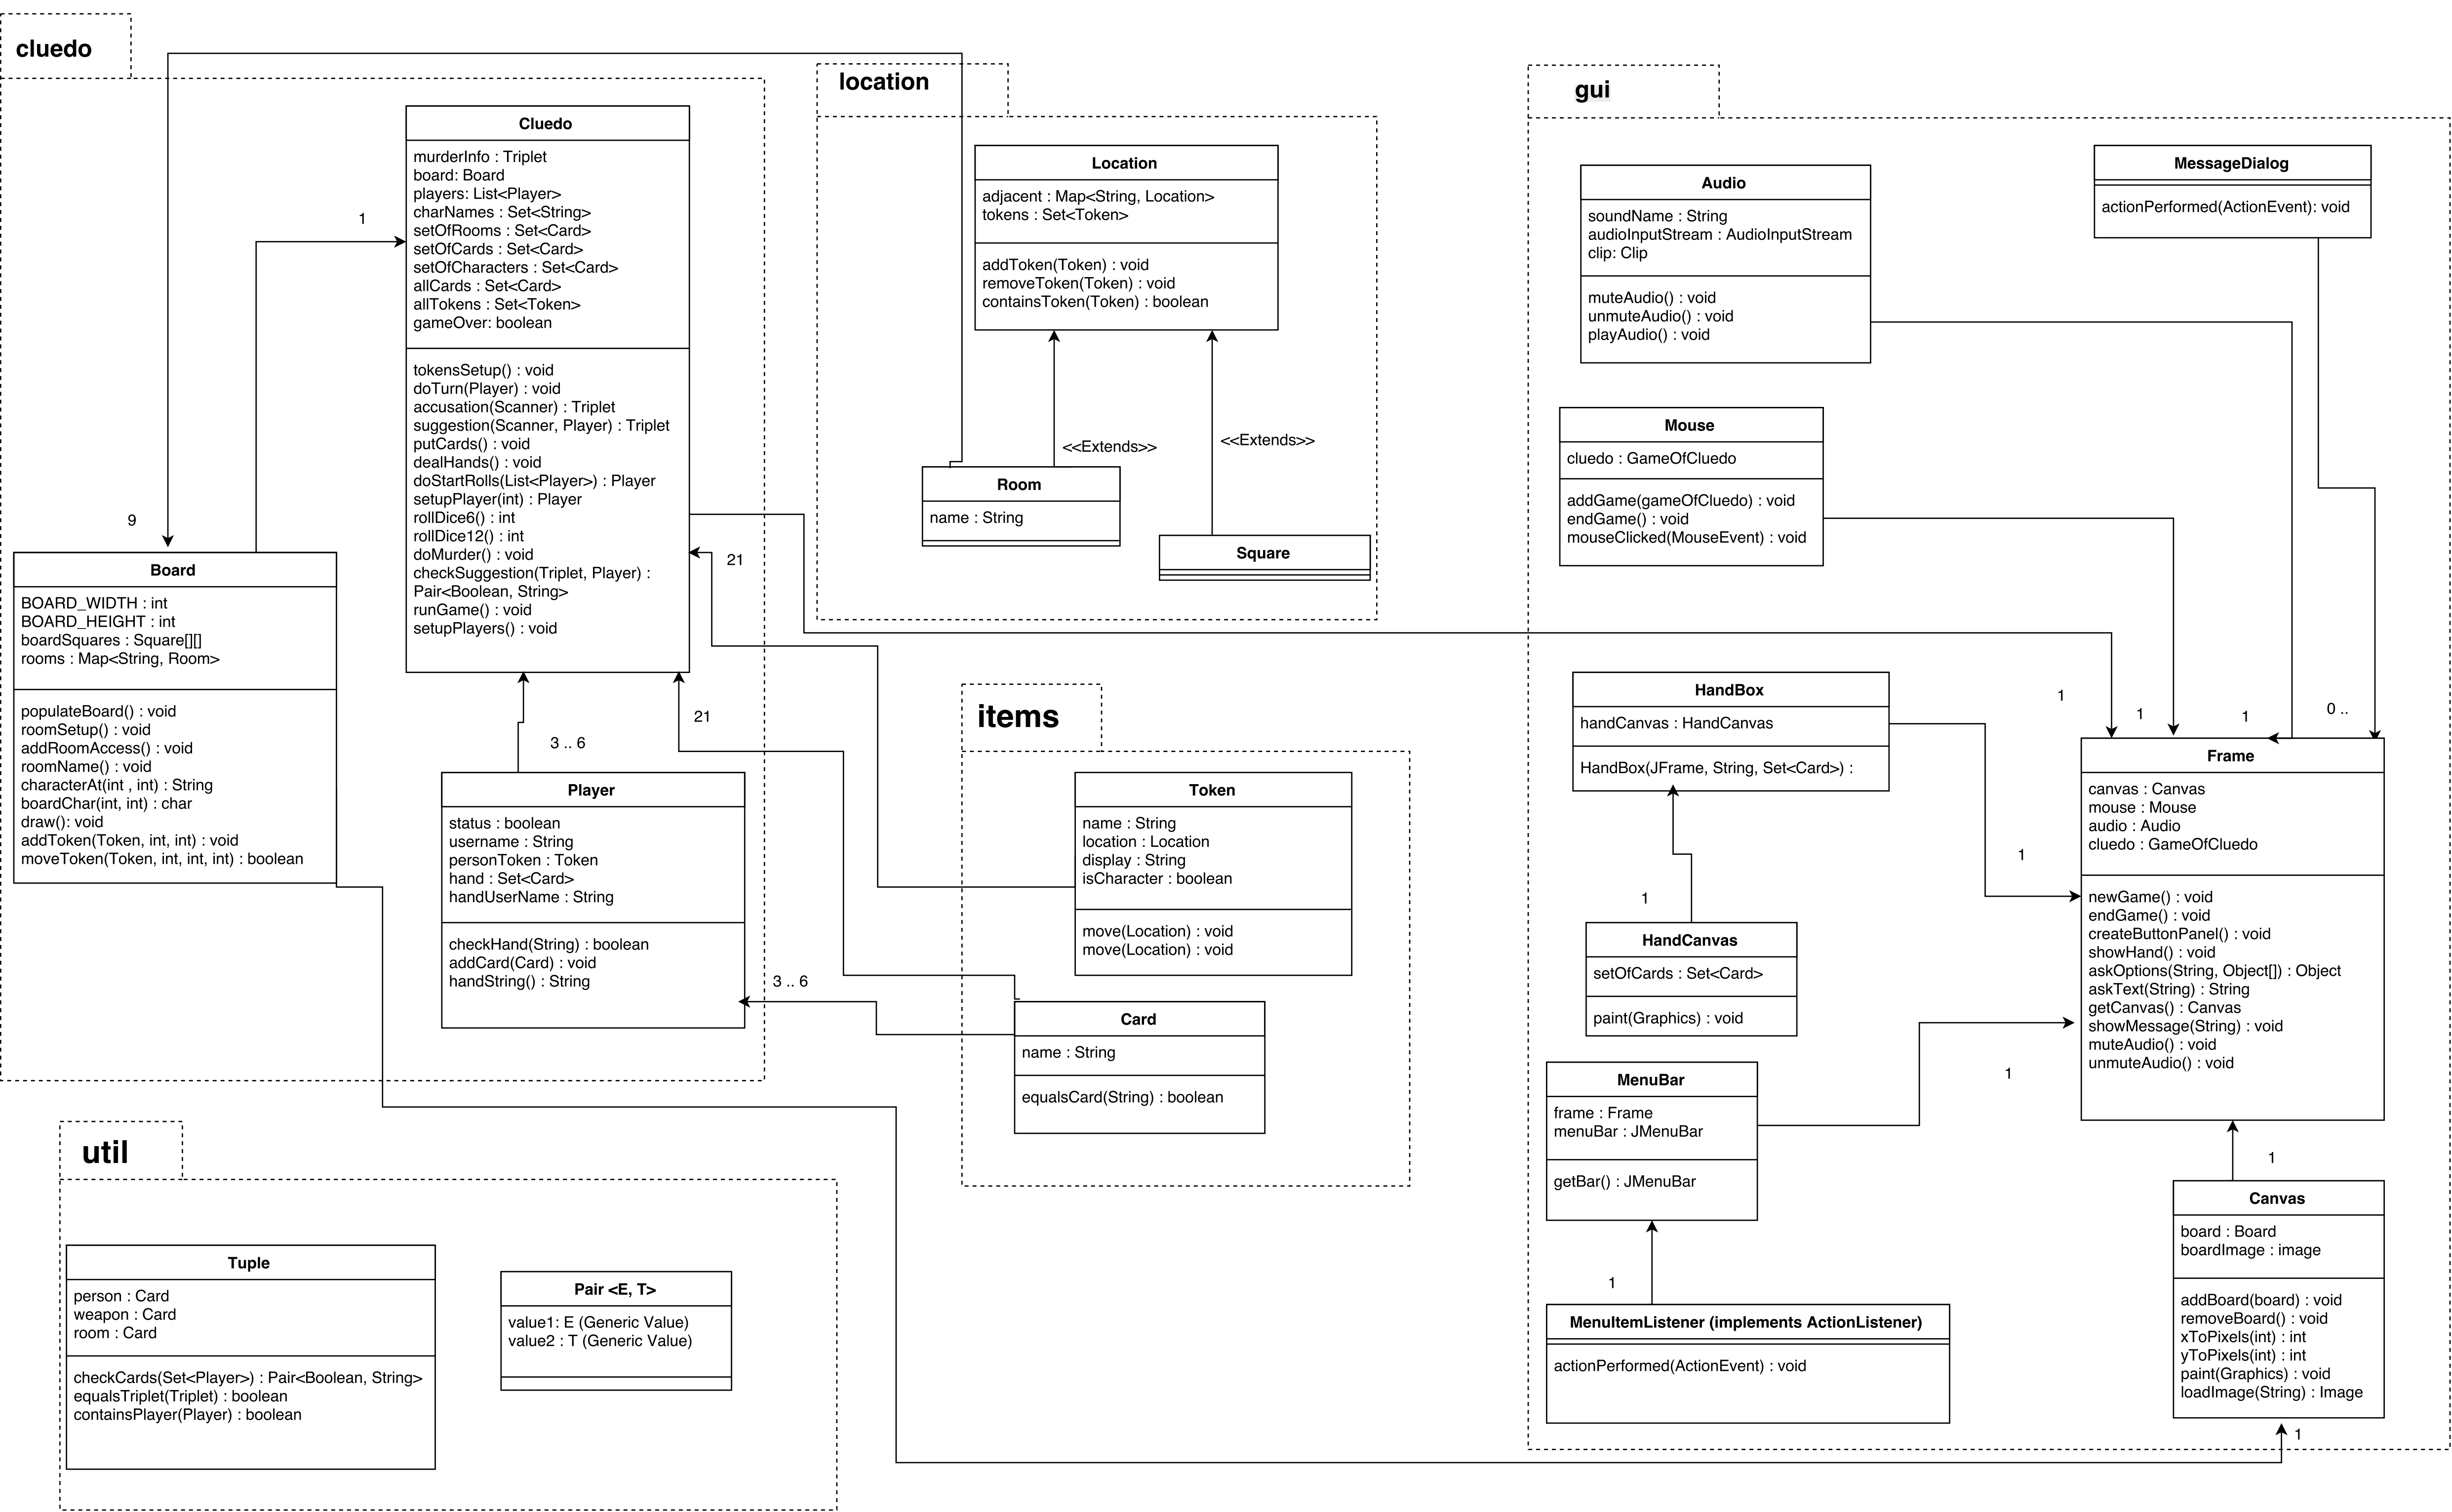 cluedo
Cluedo
murderInfo : Triplet
board: Board
players: List<Player>
charNames : Set<String>
setOfRooms : Set<Card>
setOfCards : Set<Card>
setOfCharacters : Set<Card>
allCards : Set<Card>
allTokens : Set<Token>
gameOver: boolean
tokensSetup() : void
doTurn(Player) : void
accusation(Scanner) : Triplet
suggestion(Scanner, Player) : Triplet
putCards() : void
dealHands() : void
doStartRolls(List<Player>) : Player
setupPlayer(int) : Player
rollDice6() : int
rollDice12() : int
doMurder() : void
checkSuggestion(Triplet, Player) :
Pair<Boolean, String>
runGame() : void
setupPlayers() : void
1
9
21
21
3 .. 6
3 .. 6
Board
BOARD_WIDTH : int
BOARD_HEIGHT : int
boardSquares : Square[][]
rooms : Map<String, Room>
populateBoard() : void
roomSetup() : void
addRoomAccess() : void
roomName() : void
characterAt(int , int) : String
boardChar(int, int) : char
draw(): void
addToken(Token, int, int) : void
moveToken(Token, int, int, int) : boolean
Player
status : boolean
username : String
personToken : Token
hand : Set<Card>
handUserName : String
checkHand(String) : boolean
addCard(Card) : void
handString() : String
location
Location
adjacent : Map<String, Location>
tokens : Set<Token>
addToken(Token) : void
removeToken(Token) : void
containsToken(Token) : boolean
<<Extends>>
<<Extends>>
Room
name : String
Square
items
Token
name : String
location : Location
display : String
isCharacter : boolean
move(Location) : void
move(Location) : void
Card
name : String
equalsCard(String) : boolean
util
Tuple
person : Card
weapon : Card
room : Card
checkCards(Set<Player>) : Pair<Boolean, String>
equalsTriplet(Triplet) : boolean
containsPlayer(Player) : boolean
Pair <E, T>
value1: E (Generic Value)
value2 : T (Generic Value)
gui
Audio
soundName : String
audioInputStream : AudioInputStream
clip: Clip
muteAudio() : void
unmuteAudio() : void
playAudio() : void
MessageDialog
actionPerformed(ActionEvent): void
Mouse
cluedo : GameOfCluedo
addGame(gameOfCluedo) : void
endGame() : void
mouseClicked(MouseEvent) : void
HandBox
handCanvas : HandCanvas
HandBox(JFrame, String, Set<Card>) :
1
1
1
0 ..
1
1
1
HandCanvas
setOfCards : Set<Card>
paint(Graphics) : void
Frame
canvas : Canvas
mouse : Mouse
audio : Audio
cluedo : GameOfCluedo
newGame() : void
endGame() : void
createButtonPanel() : void
showHand() : void
askOptions(String, Object[]) : Object
askText(String) : String
getCanvas() : Canvas
showMessage(String) : void
muteAudio() : void
unmuteAudio() : void
MenuBar
frame : Frame
menuBar : JMenuBar
getBar() : JMenuBar
1
1
MenuItemListener (implements ActionListener)
actionPerformed(ActionEvent) : void
Canvas
board : Board
boardImage : image
addBoard(board) : void
removeBoard() : void
xToPixels(int) : int
yToPixels(int) : int
paint(Graphics) : void
loadImage(String) : Image
1